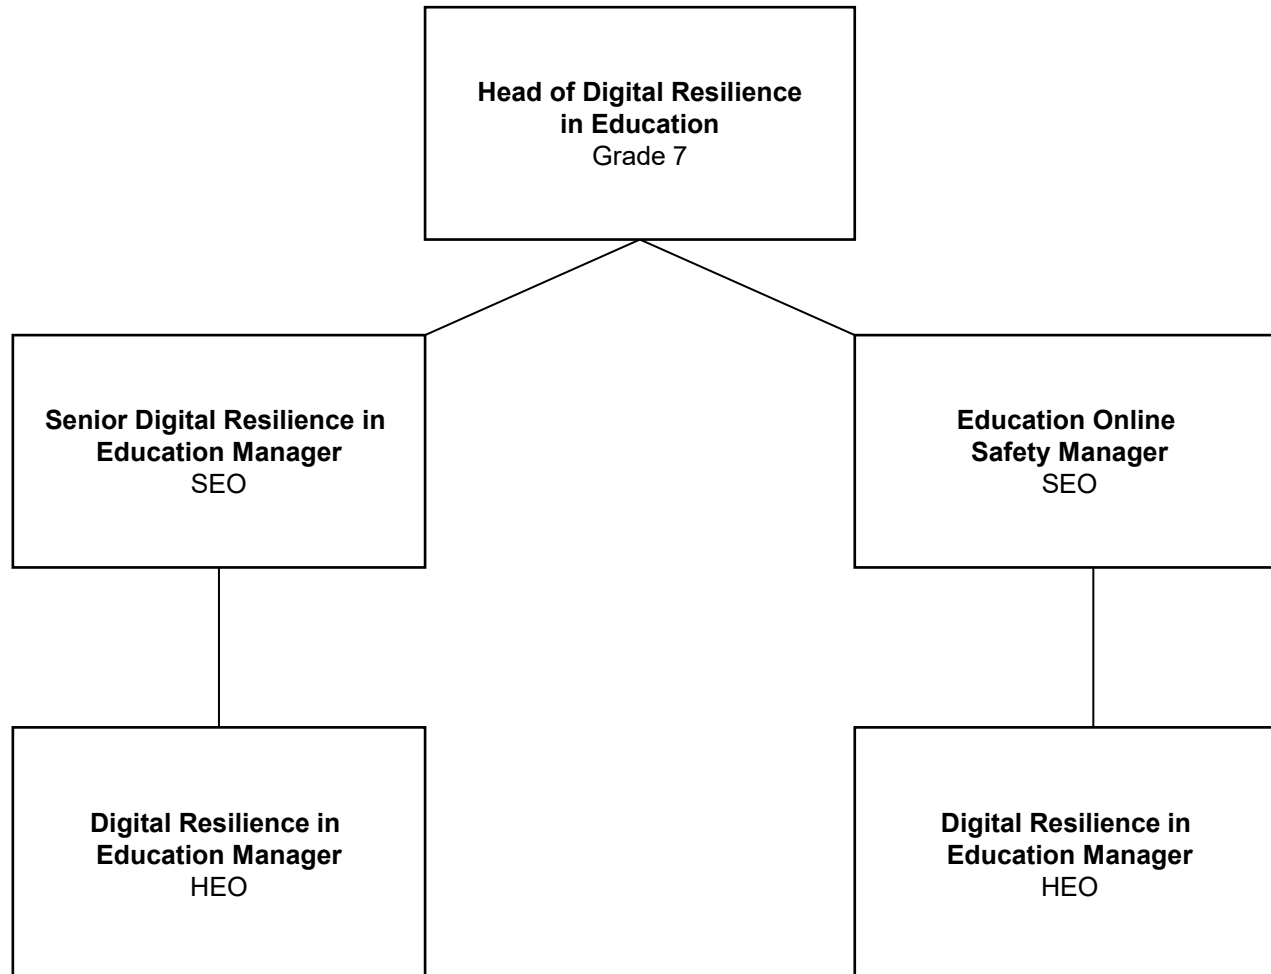 Head of Digital Resilience
in Education
Grade 7
Senior Digital Resilience in
Education Manager
SEO
Education Online
Safety Manager
SEO
Digital Resilience in
Education Manager
HEO
Digital Resilience in
Education Manager
HEO